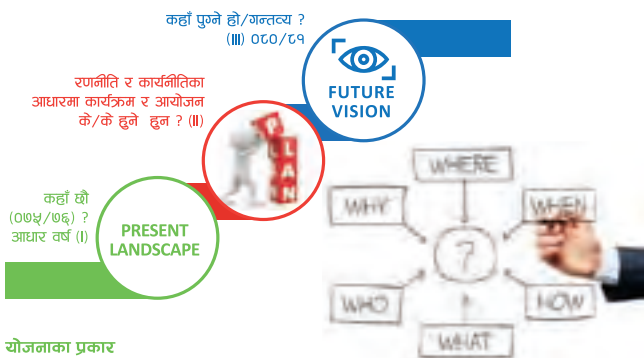 कहाँ पुग्ने हो/गन्तव्य ?
(III) ०८०/८१
FUTURE
VISION
रणनीति र कार्यनीतिका
आधारमा कार्यक्रम र आयोजन
के/के हुने हुन ? (II)
PLAN
कहाँ छौ
(०७५/७६) ?
आधार वर्ष (I)
PRESENT
LANDSCAPE
WHERE
WHY
WHEN
?
WHO
HOW
WHAT
योजनाका प्रकार